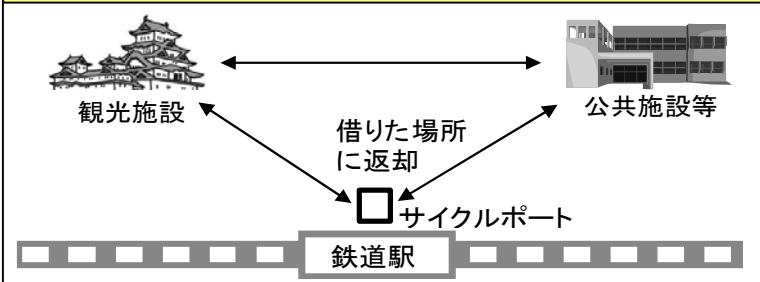 観光施設
公共施設等
借りた場所
に返却
サイクルポート
鉄道駅